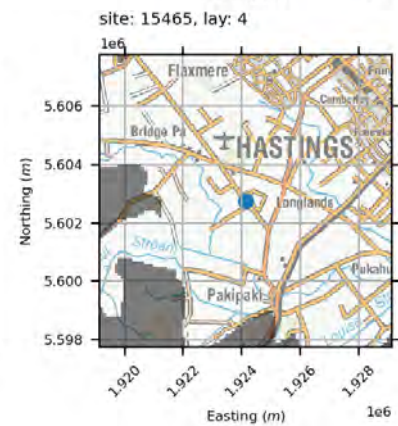 site: 15465, lay: 4
1e6
Flaxmere
5.606
Camberley
Bridge Pa
5.604
HASTINGS
Longlands
5.602
5.600
Pakipaki
5.598
1.920
1.922
1.924
1.926
1.928
1e6
Northing (m)
Easting (m)